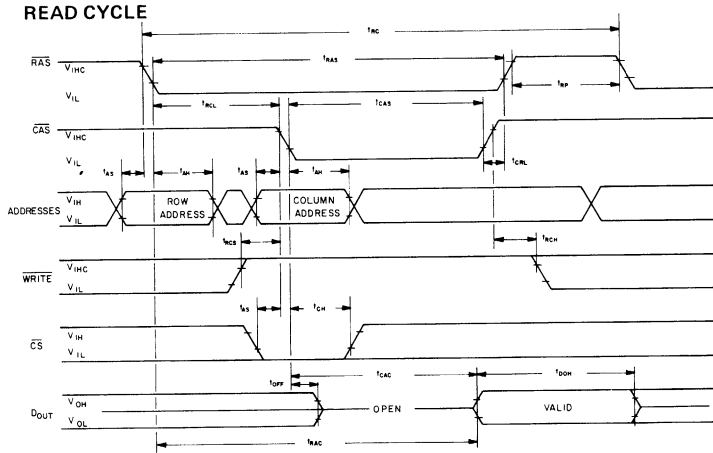 READ CYCLE
tRC
RAS
VIHC
VIL
tRAS
tRP
tRCL
tCAS
CAS
VIHC
VIL
tAS
tAH
tAS
tAH
tCRL
ADDRESSES
VIH
VIL
ROW
ADDRESS
COLUMN
ADDRESS
tRCS
tRCH
WRITE
VIHC
VIL
tAS
tCH
CS
VIH
VIL
tCAC
tDOH
tOFF
DOUT
VOH
VOL
OPEN
VALID
tRAC